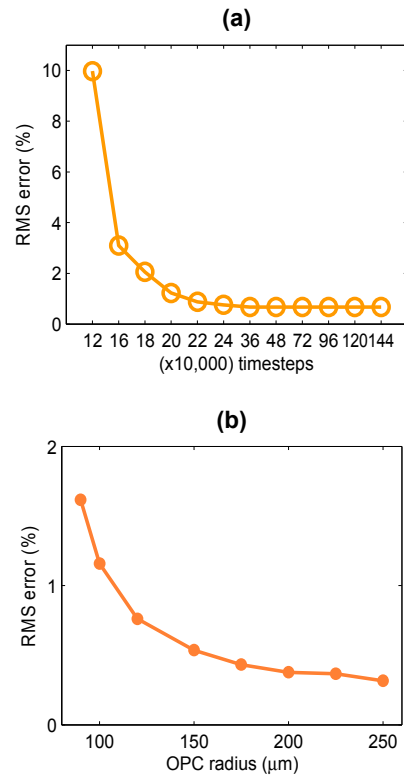 (a)
10
8
6
4
2
0
RMS error (%)
12 16 18 20 22 24 36 48 72 96 120 144
(x10,000) timesteps
(b)
2
1
0
RMS error (%)
100 150 200 250
OPC radius (μm)